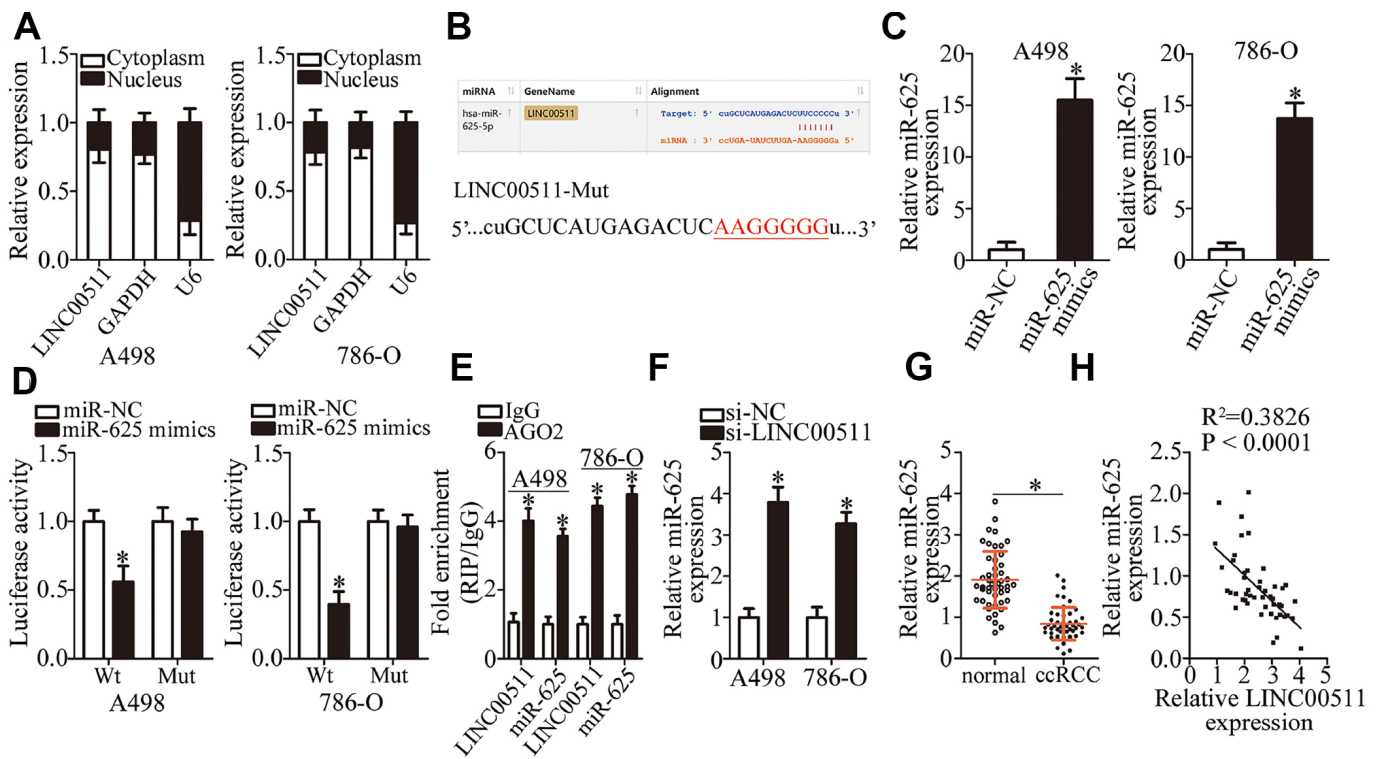 A
Relative expression
1.5
1.0
0.5
0.0
Cytoplasm
Nucleus
LINC00511
GAPDH
U6
A498
Relative expression
1.5
1.0
0.5
0.0
Cytoplasm
Nucleus
LINC00511
GAPDH
U6
786-O
B
miRNA GeneName Alignment
hsa-miR-
625-5p
LINC00511
Target: 5' cuGCUCAUGAGACUCUUCCCCCu 3'
miRNA : 3' ccUGA-UAUCUUGA-AAGGGGGa 5'
LINC00511-Mut
5’...cuGCUCAUGAGACUCAAGGGGGu...3’
C
A498
Relative miR-625
expression
20
15
10
5
0
*
miR-NC
miR-625
mimics
786-O
Relative miR-625
expression
20
15
10
5
0
*
miR-NC
miR-625
mimics
D
miR-NC
miR-625 mimics
Luciferase activity
1.5
1.0
0.5
0.0
*
Wt Mut
A498
miR-NC
miR-625 mimics
Luciferase activity
1.5
1.0
0.5
0.0
*
Wt Mut
786-O
E
IgG
AGO2
Fold enrichment
(RIP/IgG)
6
4
2
0
A498
786-O
* * * *
LINC00511
miR-625
LINC00511
miR-625
F
si-NC
si-LINC00511
Relative miR-625
expression
5
4
3
2
1
0
* *
A498 786-O
G
Relative miR-625
expression
5
4
3
2
1
0
*
normal ccRCC
H
R²=0.3826
P < 0.0001
Relative miR-625
expression
2.5
2.0
1.5
1.0
0.5
0.0
0 1 2 3 4 5
Relative LINC00511
expression